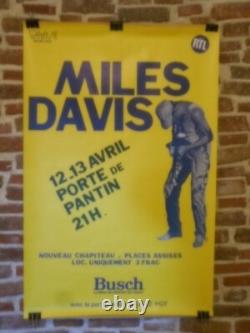 RTL
MILES
DAVIS
12.13 AVRIL
PORTE DE
PANTIN
21H.
NOUVEAU CHAPITEAU - PLACES ASSISES
LOC. UNIQUEMENT 3 FNAC
Busch